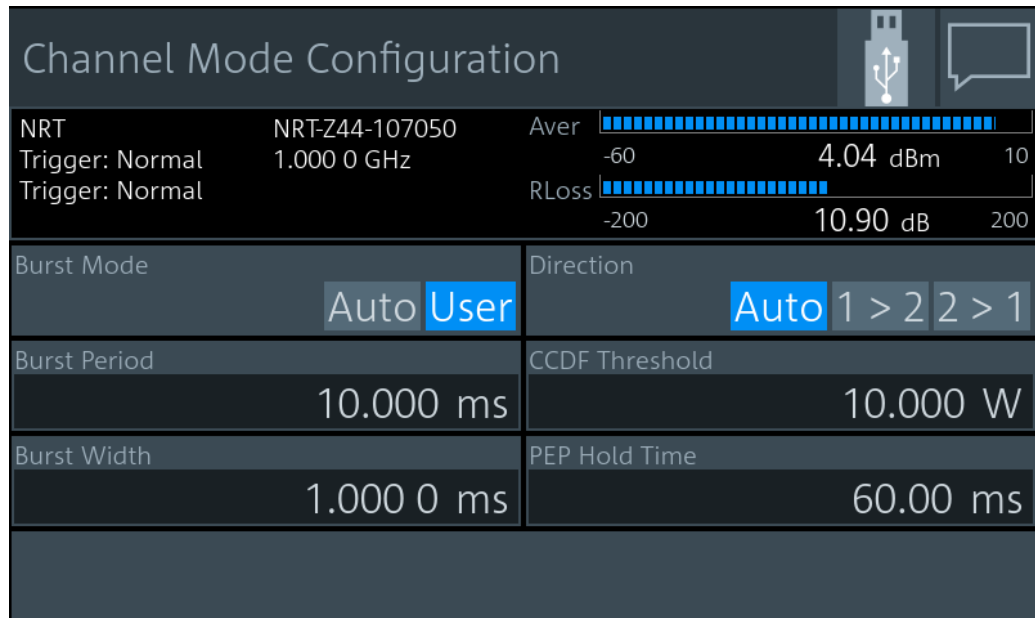 Channel Mode Configuration
NRT NRT-Z44-107050 Aver
Trigger: Normal 1.000 0 GHz -60 4.04 dBm 10
Trigger: Normal RLoss
-200 10.90 dB 200
Burst Mode Direction
Auto User Auto 1 > 2 2 > 1
Burst Period CCDF Threshold
10.000 ms 10.000 W
Burst Width PEP Hold Time
1.000 0 ms 60.00 ms